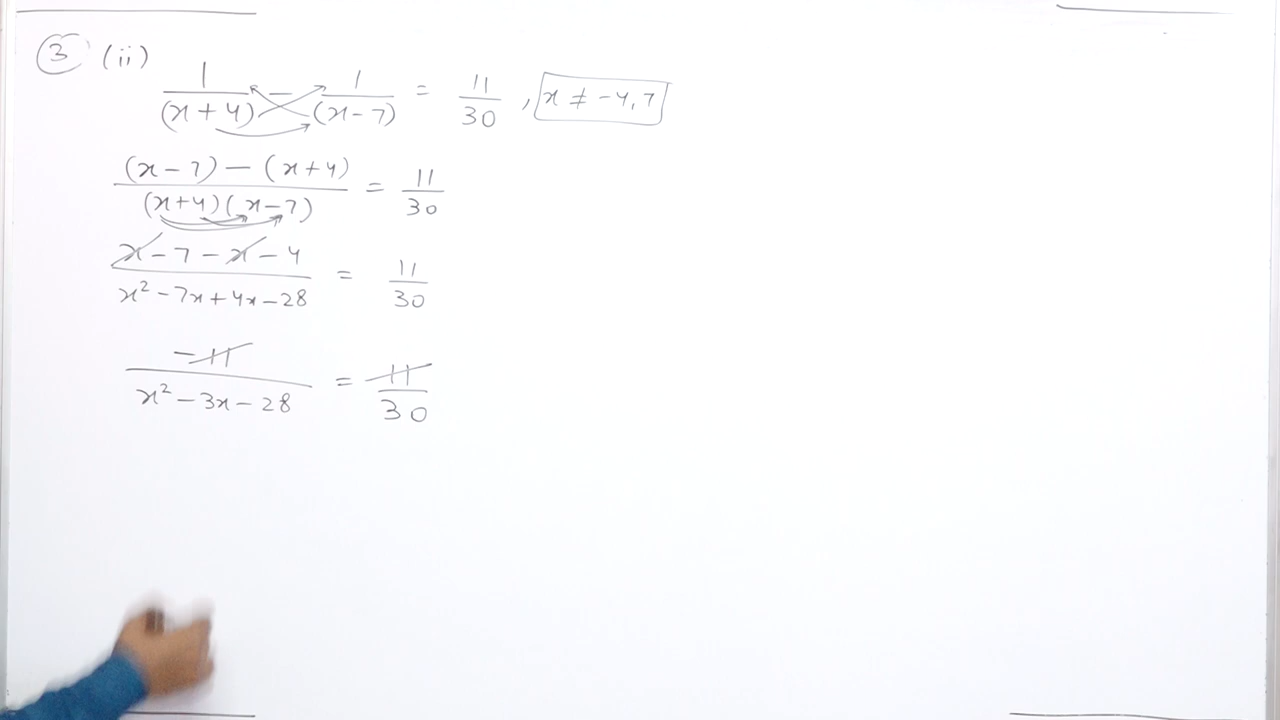 3 (ii)
1/(x+4) − 1/(x−7) = 11/30 , x ≠ −4, 7
(x−7) − (x+4)/(x+4)(x−7) = 11/30
x − 7 − x − 4/x² − 7x + 4x − 28 = 11/30
−11/x² − 3x − 28 = 11/30